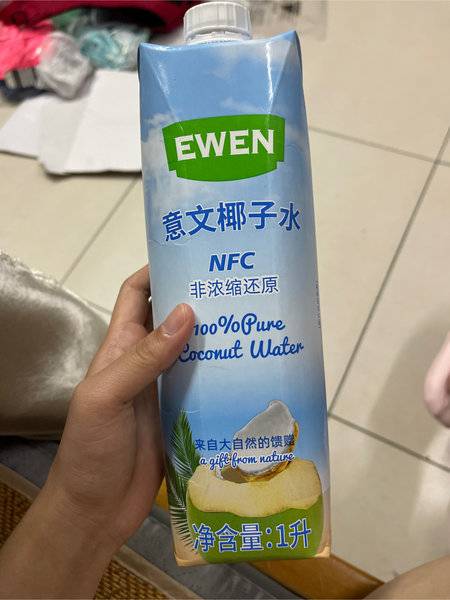 EWEN
意文椰子水
NFC
非浓缩还原
100%Pure
Coconut Water
来自大自然的馈赠
a gift from nature
净含量:1升